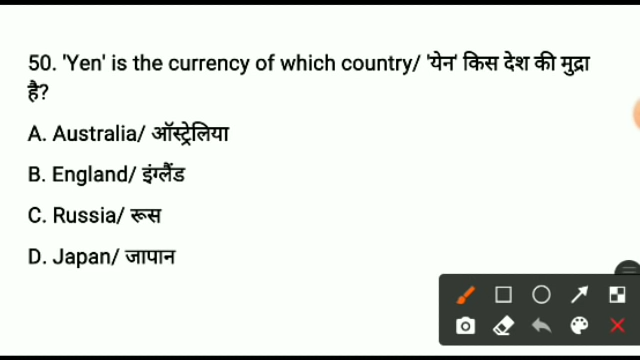 50. 'Yen' is the currency of which country/ 'येन' किस देश की मुद्रा
है?
A. Australia/ ऑस्ट्रेलिया
B. England/ इंग्लैंड
C. Russia/ रूस
D. Japan/ जापान